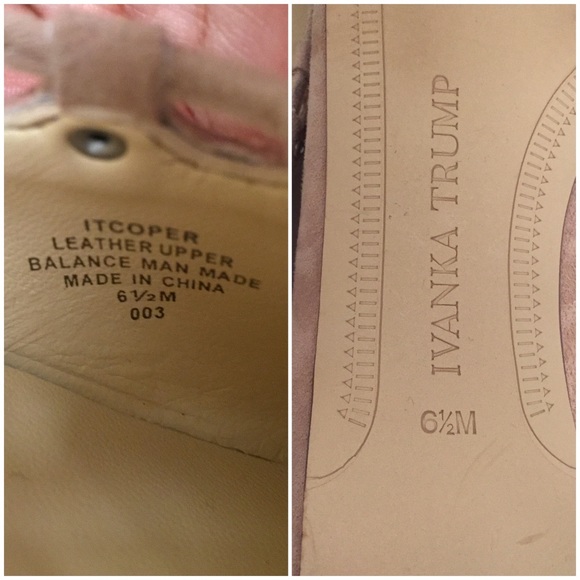 ITCOPER
LEATHER UPPER
BALANCE MAN MADE
MADE IN CHINA
6½M
003
IVANKA TRUMP
6½M